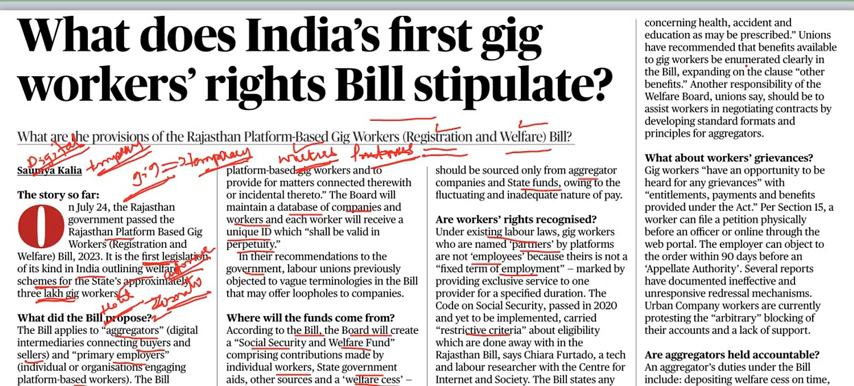 What does India's first gig
workers' rights Bill stipulate?
What are the provisions of the Rajasthan Platform-Based Gig Workers (Registration and Welfare) Bill?
Digital
temporary
gig = temporary
Saumya Kalia
The story so far:
On July 24, the Rajasthan
government passed the
Rajasthan Platform Based Gig
Workers (Registration and
Welfare) Bill, 2023. It is the first legislation
of its kind in India outlining welfare
schemes for the State's approximately
three lakh gig workers.
Zomato
What did the Bill propose?
The Bill applies to "aggregators" (digital
intermediaries connecting buyers and
sellers) and "primary employers"
(individual or organisations engaging
platform-based workers). The Bill
platform-based gig workers and to
provide for matters connected therewith
or incidental thereto." The Board will
maintain a database of companies and
workers and each worker will receive a
unique ID which "shall be valid in
perpetuity."
In their recommendations to the
government, labour unions previously
objected to vague terminologies in the Bill
that may offer loopholes to companies.
Where will the funds come from?
According to the Bill, the Board will create
a "Social Security and Welfare Fund"
comprising contributions made by
individual workers, State government
aids, other sources and a 'welfare cess' –
should be sourced only from aggregator
companies and State funds, owing to the
fluctuating and inadequate nature of pay.
Are workers' rights recognised?
Under existing labour laws, gig workers
who are named 'partners' by platforms
are not 'employees' because theirs is not a
"fixed term of employment" – marked by
providing exclusive service to one
provider for a specified duration. The
Code on Social Security, passed in 2020
and yet to be implemented, carried
"restrictive criteria" about eligibility
which are done away with in the
Rajasthan Bill, says Chiara Furtado, a tech
and labour researcher with the Centre for
Internet and Society. The Bill states any
concerning health, accident and
education as may be prescribed." Unions
have recommended that benefits available
to gig workers be enumerated clearly in
the Bill, expanding on the clause "other
benefits." Another responsibility of the
Welfare Board, unions say, should be to
assist workers in negotiating contracts by
developing standard formats and
principles for aggregators.
What about workers' grievances?
Gig workers "have an opportunity to be
heard for any grievances" with
"entitlements, payments and benefits
provided under the Act." Per Section 15, a
worker can file a petition physically
before an officer or online through the
web portal. The employer can object to
the order within 90 days before an
'Appellate Authority'. Several reports
have documented ineffective and
unresponsive redressal mechanisms.
Urban Company workers are currently
protesting the "arbitrary" blocking of
their accounts and a lack of support.
Are aggregators held accountable?
An aggregator's duties under the Bill
include: depositing welfare cess on time,